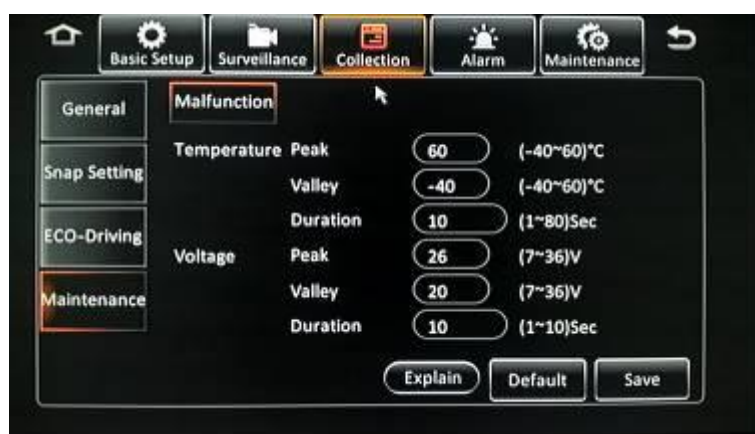 Basic Setup Surveillance Collection Alarm Maintenance
General Malfunction
Temperature Peak 60 (-40~60)°C
Snap Setting
Valley -40 (-40~60)°C
Duration 10 (1~80)Sec
ECO-Driving
Voltage Peak 26 (7~36)V
Maintenance
Valley 20 (7~36)V
Duration 10 (1~10)Sec
Explain Default Save